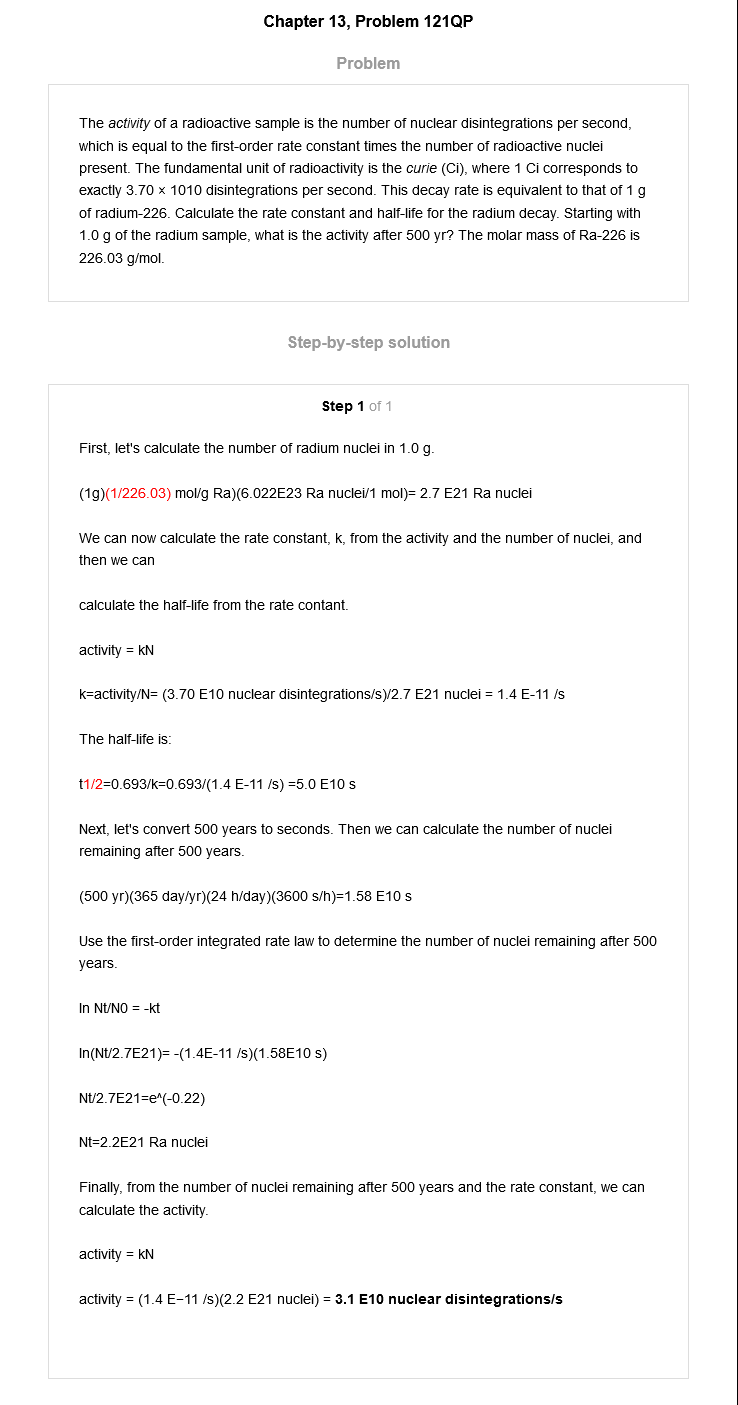 Chapter 13, Problem 121QP
Problem
The activity of a radioactive sample is the number of nuclear disintegrations per second,
which is equal to the first-order rate constant times the number of radioactive nuclei
present. The fundamental unit of radioactivity is the curie (Ci), where 1 Ci corresponds to
exactly 3.70 × 1010 disintegrations per second. This decay rate is equivalent to that of 1 g
of radium-226. Calculate the rate constant and half-life for the radium decay. Starting with
1.0 g of the radium sample, what is the activity after 500 yr? The molar mass of Ra-226 is
226.03 g/mol.
Step-by-step solution
Step 1 of 1
First, let's calculate the number of radium nuclei in 1.0 g.
(1g)(1/226.03) mol/g Ra)(6.022E23 Ra nuclei/1 mol)= 2.7 E21 Ra nuclei
We can now calculate the rate constant, k, from the activity and the number of nuclei, and
then we can
calculate the half-life from the rate contant.
activity = kN
k=activity/N= (3.70 E10 nuclear disintegrations/s)/2.7 E21 nuclei = 1.4 E-11 /s
The half-life is:
t1/2=0.693/k=0.693/(1.4 E-11 /s) =5.0 E10 s
Next, let's convert 500 years to seconds. Then we can calculate the number of nuclei
remaining after 500 years.
(500 yr)(365 day/yr)(24 h/day)(3600 s/h)=1.58 E10 s
Use the first-order integrated rate law to determine the number of nuclei remaining after 500
years.
ln Nt/N0 = -kt
ln(Nt/2.7E21)= -(1.4E-11 /s)(1.58E10 s)
Nt/2.7E21=e^(-0.22)
Nt=2.2E21 Ra nuclei
Finally, from the number of nuclei remaining after 500 years and the rate constant, we can
calculate the activity.
activity = kN
activity = (1.4 E−11 /s)(2.2 E21 nuclei) = 3.1 E10 nuclear disintegrations/s